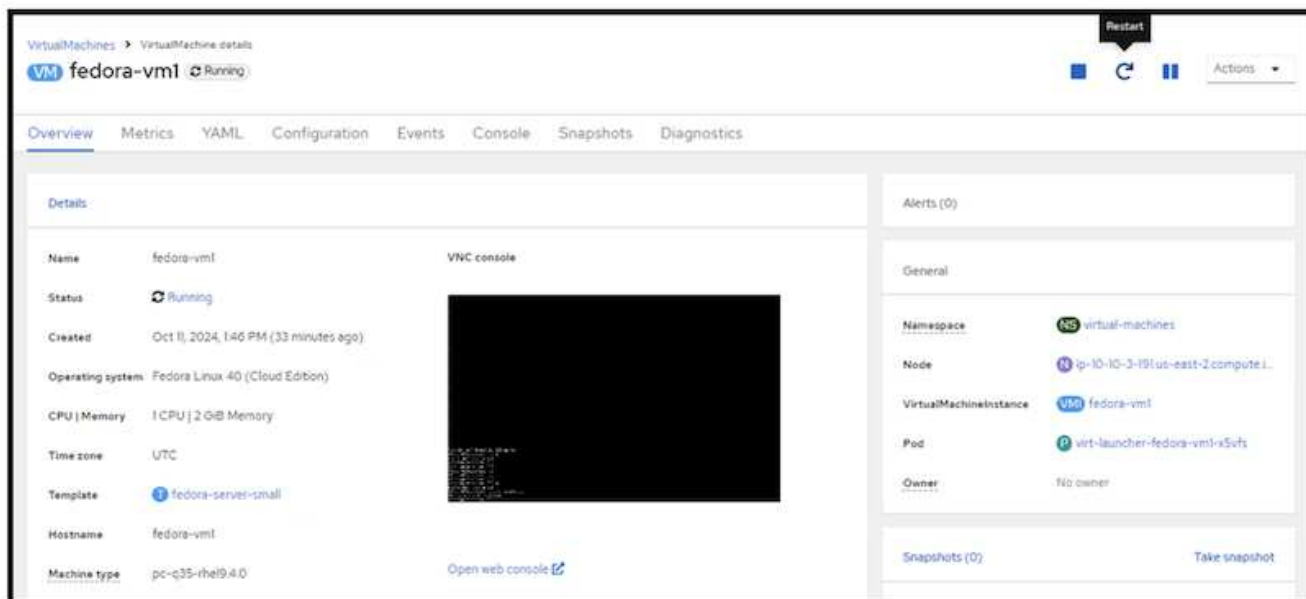 Restart
VirtualMachines > VirtualMachine details
VM fedora-vm1 Running
Actions
Overview Metrics YAML Configuration Events Console Snapshots Diagnostics
Details
Name fedora-vm1
Status Running
Created Oct 11, 2024, 1:46 PM (33 minutes ago)
Operating system Fedora Linux 40 (Cloud Edition)
CPU | Memory 1 CPU | 2 GiB Memory
Time zone UTC
Template T fedora-server-small
Hostname fedora-vm1
Machine type pc-q35-rhel9.4.0
VNC console
Open web console
Alerts (0)
General
Namespace NS virtual-machines
Node N ip-10-10-3-191.us-east-2.compute.i...
VirtualMachineInstance VMI fedora-vm1
Pod P virt-launcher-fedora-vm1-x5vfs
Owner No owner
Snapshots (0) Take snapshot